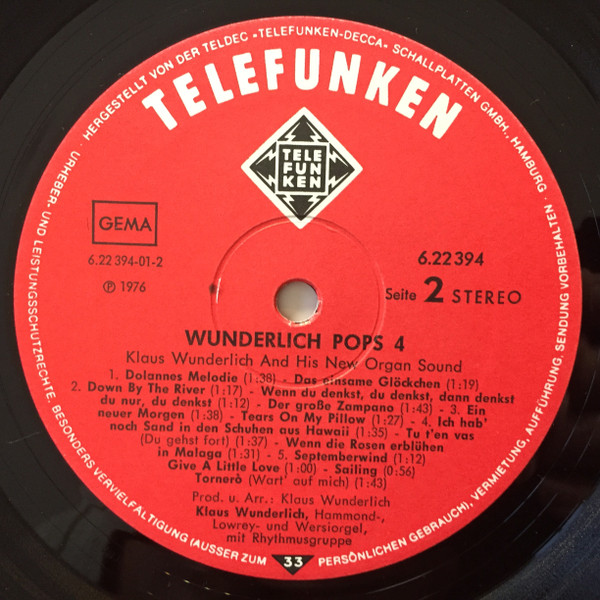 · HERGESTELLT VON DER TELDEC »TELEFUNKEN-DECCA« SCHALLPLATTEN GMBH., HAMBURG ·
URHEBER- UND LEISTUNGSSCHUTZRECHTE, BESONDERS VERVIELFÄLTIGUNG (AUSSER ZUM PERSÖNLICHEN GEBRAUCH), VERMIETUNG, AUFFÜHRUNG, SENDUNG VORBEHALTEN
TELEFUNKEN
TELE
FUN
KEN
GEMA
6.22 394-01-2
Ⓟ 1976
6.22 394
Seite 2 STEREO
WUNDERLICH POPS 4
Klaus Wunderlich And His New Organ Sound
1. Dolannes Melodie (1:38) - Das einsame Glöckchen (1:19)
2. Down By The River (1:17) - Wenn du denkst, du denkst, dann denkst
du nur, du denkst (1:12) - Der große Zampano (1:43) - 3. Ein
neuer Morgen (1:38) - Tears On My Pillow (1:27) - 4. Ich hab'
noch Sand in den Schuhen aus Hawaii (1:35) - Tu t'en vas
(Du gehst fort) (1:37) - Wenn die Rosen erblühen
in Malaga (1:31) - 5. Septemberwind (1:12)
Give A Little Love (1:00) - Sailing (0:56)
Tornerò (Wart' auf mich) (1:43)
Prod. u. Arr.: Klaus Wunderlich
Klaus Wunderlich, Hammond-,
Lowrey- und Wersiorgel,
mit Rhythmusgruppe
33